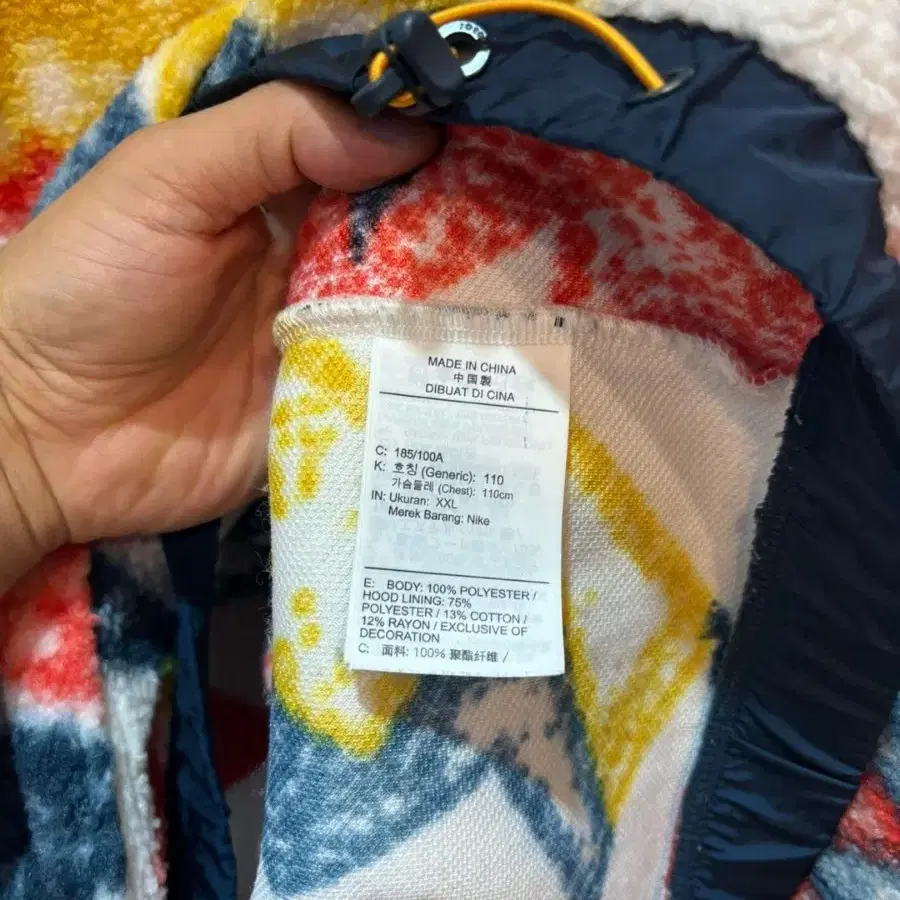 MADE IN CHINA
中国製
DIBUAT DI CINA
C: 185/100A
K: 호칭 (Generic): 110
가슴둘레 (Chest): 110cm
IN: Ukuran: XXL
Merek Barang: Nike
E: BODY: 100% POLYESTER /
HOOD LINING: 75%
POLYESTER / 13% COTTON /
12% RAYON / EXCLUSIVE OF
DECORATION
C: 面料: 100% 聚酯纤维 /